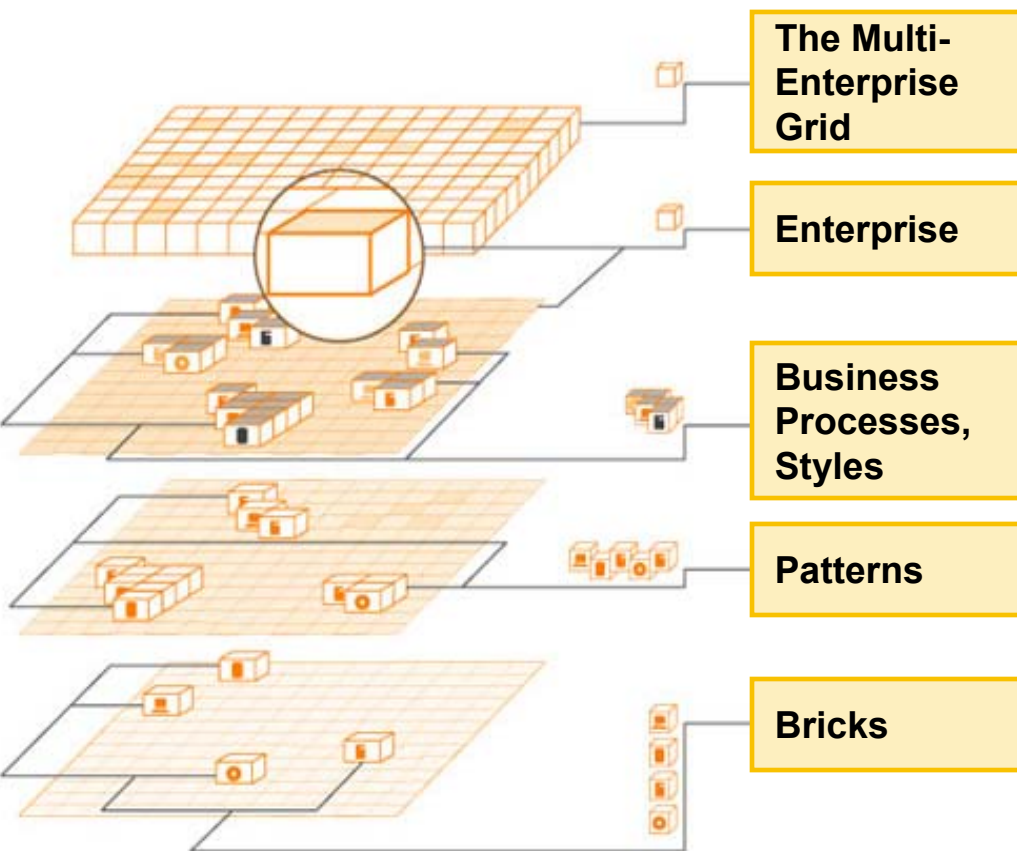 The Multi-
Enterprise
Grid
Enterprise
Business
Processes,
Styles
Patterns
Bricks